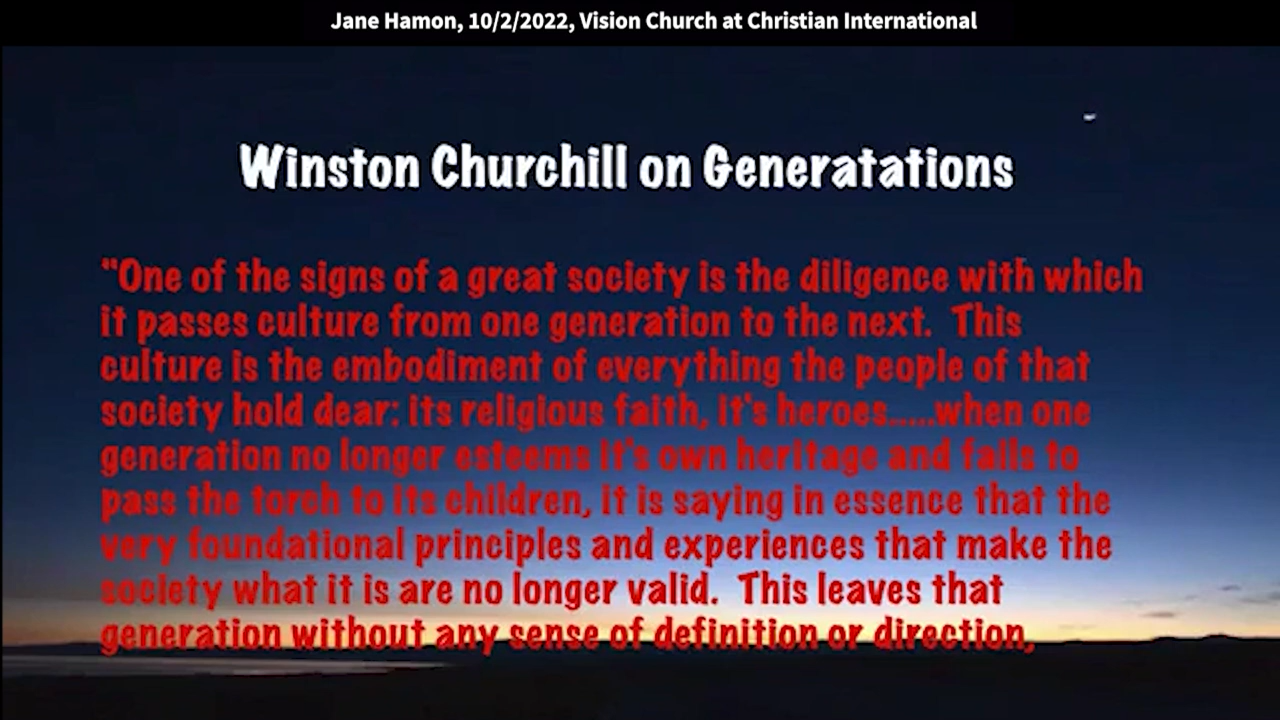 Jane Hamon, 10/2/2022, Vision Church at Christian International
Winston Churchill on Generatations
"One of the signs of a great society is the diligence with which
it passes culture from one generation to the next.  This
culture is the embodiment of everything the people of that
society hold dear: its religious faith, it's heroes.....when one
generation no longer esteems it's own heritage and fails to
pass the torch to its children, it is saying in essence that the
very foundational principles and experiences that make the
society what it is are no longer valid.  This leaves that
generation without any sense of definition or direction,